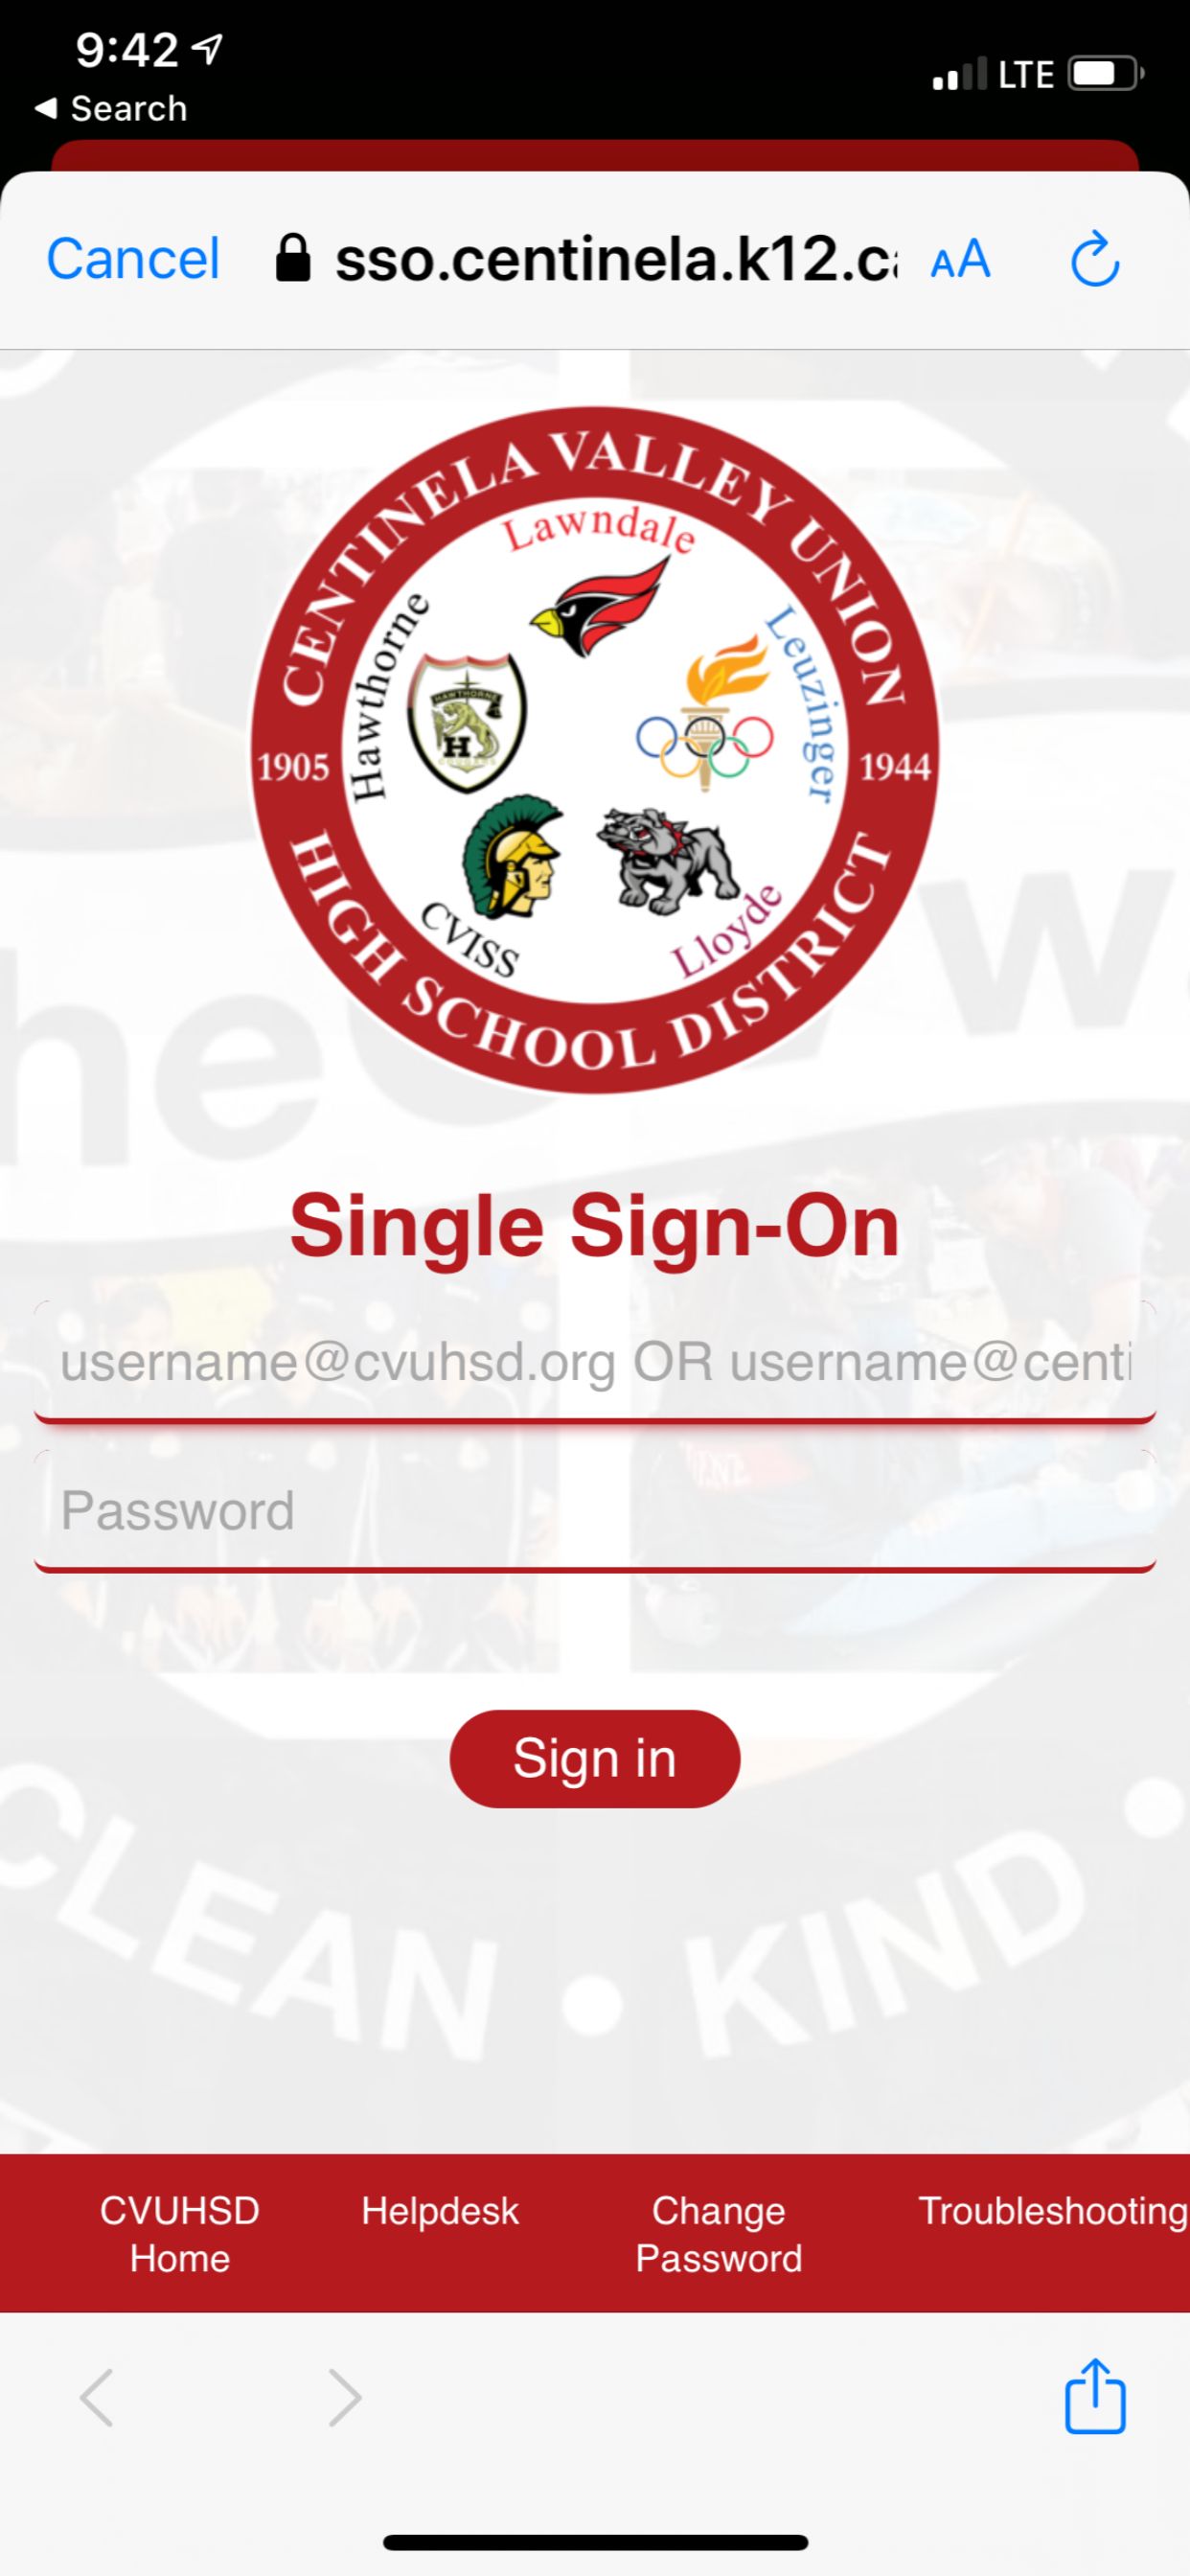 9:42
Search
LTE
Cancel
sso.centinela.k12.ca
AA
CENTINELA VALLEY UNION
Lawndale
Hawthorne
Leuzinger
HAWTHORNE
H
1905
1944
CVISS
Lloyde
HIGH SCHOOL DISTRICT
he
w
Single Sign-On
username@cvuhsd.org OR username@centi
Password
Sign in
CLEAN • KIND •
CVUHSD
Home
Helpdesk
Change
Password
Troubleshooting